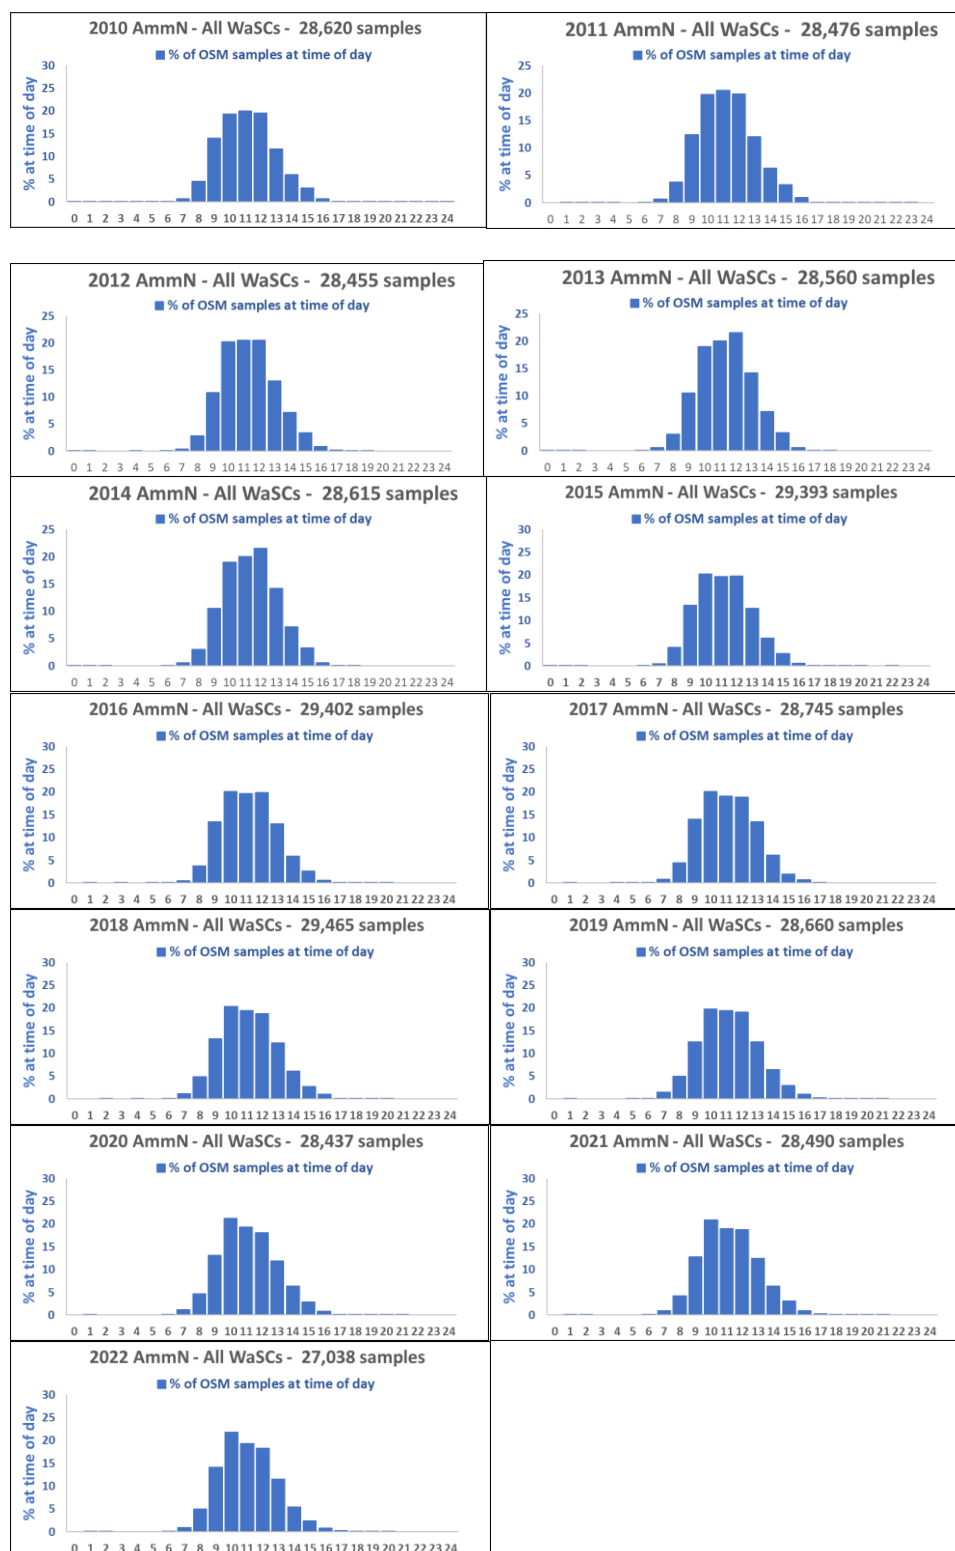 2010 AmmN - All WaSCs - 28,620 samples
% of OSM samples at time of day
% at time of day
30
25
20
15
10
5
0
0 1 2 3 4 5 6 7 8 9 10 11 12 13 14 15 16 17 18 19 20 21 22 23 24
2011 AmmN - All WaSCs - 28,476 samples
% of OSM samples at time of day
% at time of day
25
20
15
10
5
0
0 1 2 3 4 5 6 7 8 9 10 11 12 13 14 15 16 17 18 19 20 21 22 23 24
2012 AmmN - All WaSCs - 28,455 samples
% of OSM samples at time of day
% at time of day
25
20
15
10
5
0
0 1 2 3 4 5 6 7 8 9 10 11 12 13 14 15 16 17 18 19 20 21 22 23 24
2013 AmmN - All WaSCs - 28,560 samples
% of OSM samples at time of day
% at time of day
25
20
15
10
5
0
0 1 2 3 4 5 6 7 8 9 10 11 12 13 14 15 16 17 18 19 20 21 22 23 24
2014 AmmN - All WaSCs - 28,615 samples
% of OSM samples at time of day
% at time of day
25
20
15
10
5
0
0 1 2 3 4 5 6 7 8 9 10 11 12 13 14 15 16 17 18 19 20 21 22 23 24
2015 AmmN - All WaSCs - 29,393 samples
% of OSM samples at time of day
% at time of day
30
25
20
15
10
5
0
0 1 2 3 4 5 6 7 8 9 10 11 12 13 14 15 16 17 18 19 20 21 22 23 24
2016 AmmN - All WaSCs - 29,402 samples
% of OSM samples at time of day
% at time of day
30
25
20
15
10
5
0
0 1 2 3 4 5 6 7 8 9 10 11 12 13 14 15 16 17 18 19 20 21 22 23 24
2017 AmmN - All WaSCs - 28,745 samples
% of OSM samples at time of day
% at time of day
30
25
20
15
10
5
0
0 1 2 3 4 5 6 7 8 9 10 11 12 13 14 15 16 17 18 19 20 21 22 23 24
2018 AmmN - All WaSCs - 29,465 samples
% of OSM samples at time of day
% at time of day
30
25
20
15
10
5
0
0 1 2 3 4 5 6 7 8 9 10 11 12 13 14 15 16 17 18 19 20 21 22 23 24
2019 AmmN - All WaSCs - 28,660 samples
% of OSM samples at time of day
% at time of day
30
25
20
15
10
5
0
0 1 2 3 4 5 6 7 8 9 10 11 12 13 14 15 16 17 18 19 20 21 22 23 24
2020 AmmN - All WaSCs - 28,437 samples
% of OSM samples at time of day
% at time of day
30
25
20
15
10
5
0
0 1 2 3 4 5 6 7 8 9 10 11 12 13 14 15 16 17 18 19 20 21 22 23 24
2021 AmmN - All WaSCs - 28,490 samples
% of OSM samples at time of day
% at time of day
30
25
20
15
10
5
0
0 1 2 3 4 5 6 7 8 9 10 11 12 13 14 15 16 17 18 19 20 21 22 23 24
2022 AmmN - All WaSCs - 27,038 samples
% of OSM samples at time of day
% at time of day
30
25
20
15
10
5
0
0 1 2 3 4 5 6 7 8 9 10 11 12 13 14 15 16 17 18 19 20 21 22 23 24